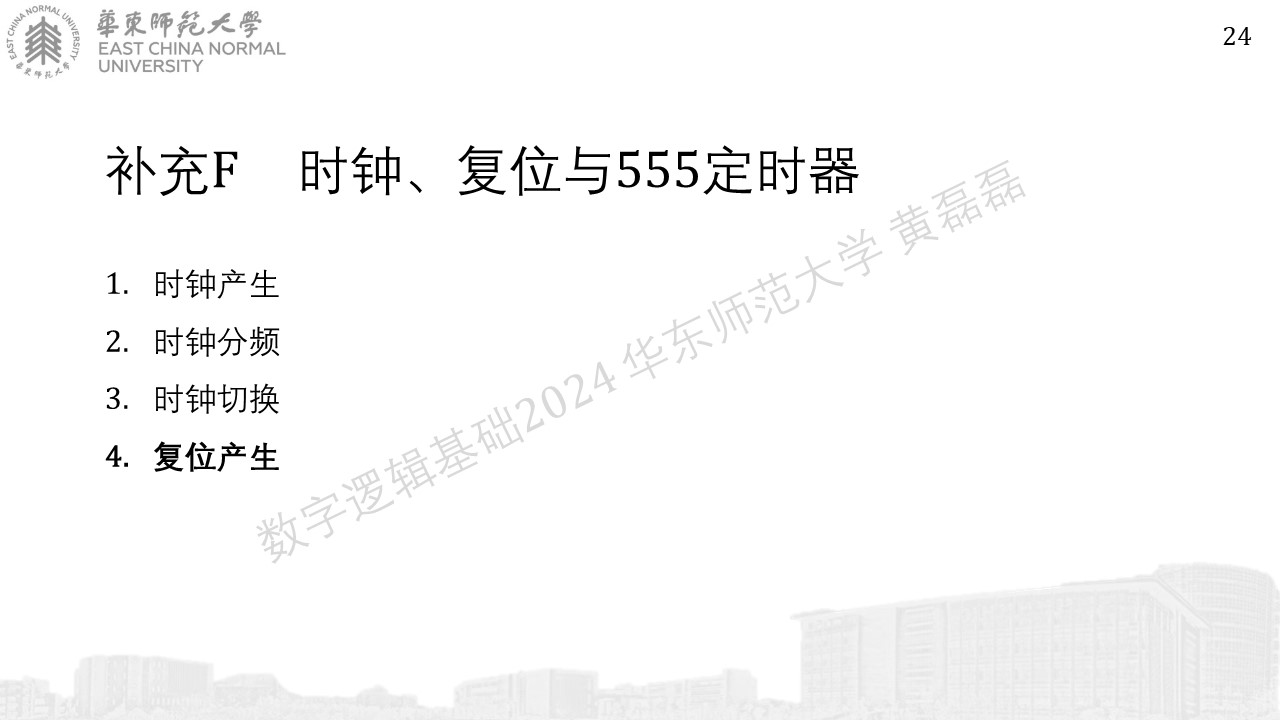 EAST CHINA NORMAL UNIVERSITY
華東師範大學
華東師範大學
EAST CHINA NORMAL
UNIVERSITY
24
补充F 时钟、复位与555定时器
1. 时钟产生
2. 时钟分频
3. 时钟切换
4. 复位产生
数字逻辑基础2024 华东师范大学 黄磊磊